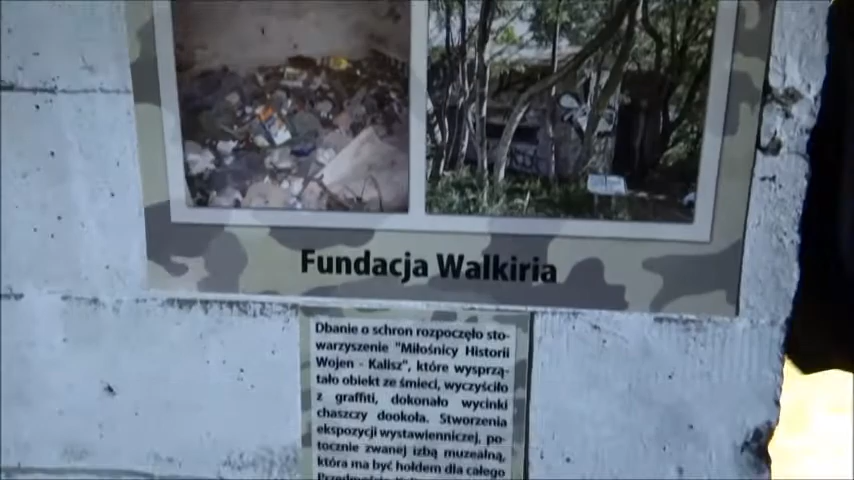 Fundacja Walkiria
Dbanie o schron rozpoczęło sto-
warzyszenie "Miłośnicy Historii
Wojen - Kalisz", które wysprzą-
tało obiekt ze śmieci, wyczyściło
z graffiti, dokonało wycinki
chaszczy dookoła. Stworzenia
ekspozycji wystawienniczej, po-
tocznie zwanej izbą muzealną,
która ma być hołdem dla całego